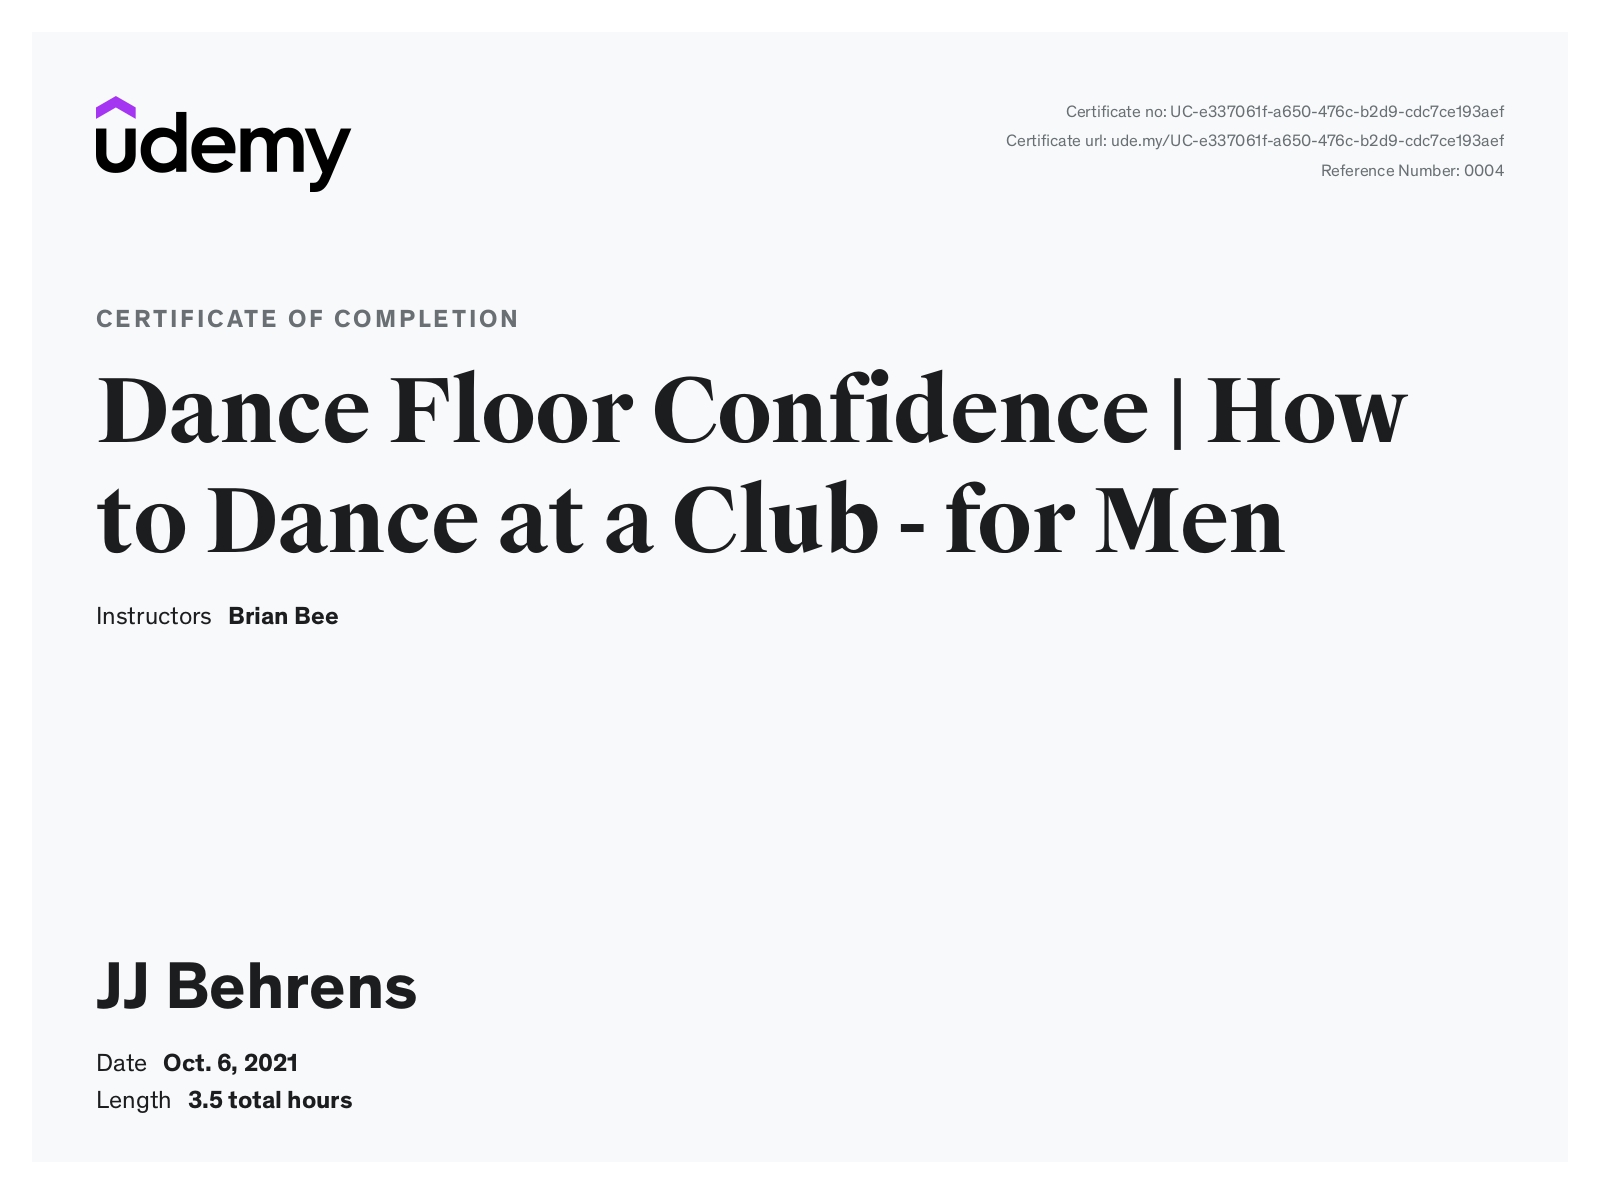 udemy
Certificate no: UC-e337061f-a650-476c-b2d9-cdc7ce193aef
Certificate url: ude.my/UC-e337061f-a650-476c-b2d9-cdc7ce193aef
Reference Number: 0004
CERTIFICATE OF COMPLETION
Dance Floor Confidence | How
to Dance at a Club - for Men
Instructors Brian Bee
JJ Behrens
Date Oct. 6, 2021
Length 3.5 total hours